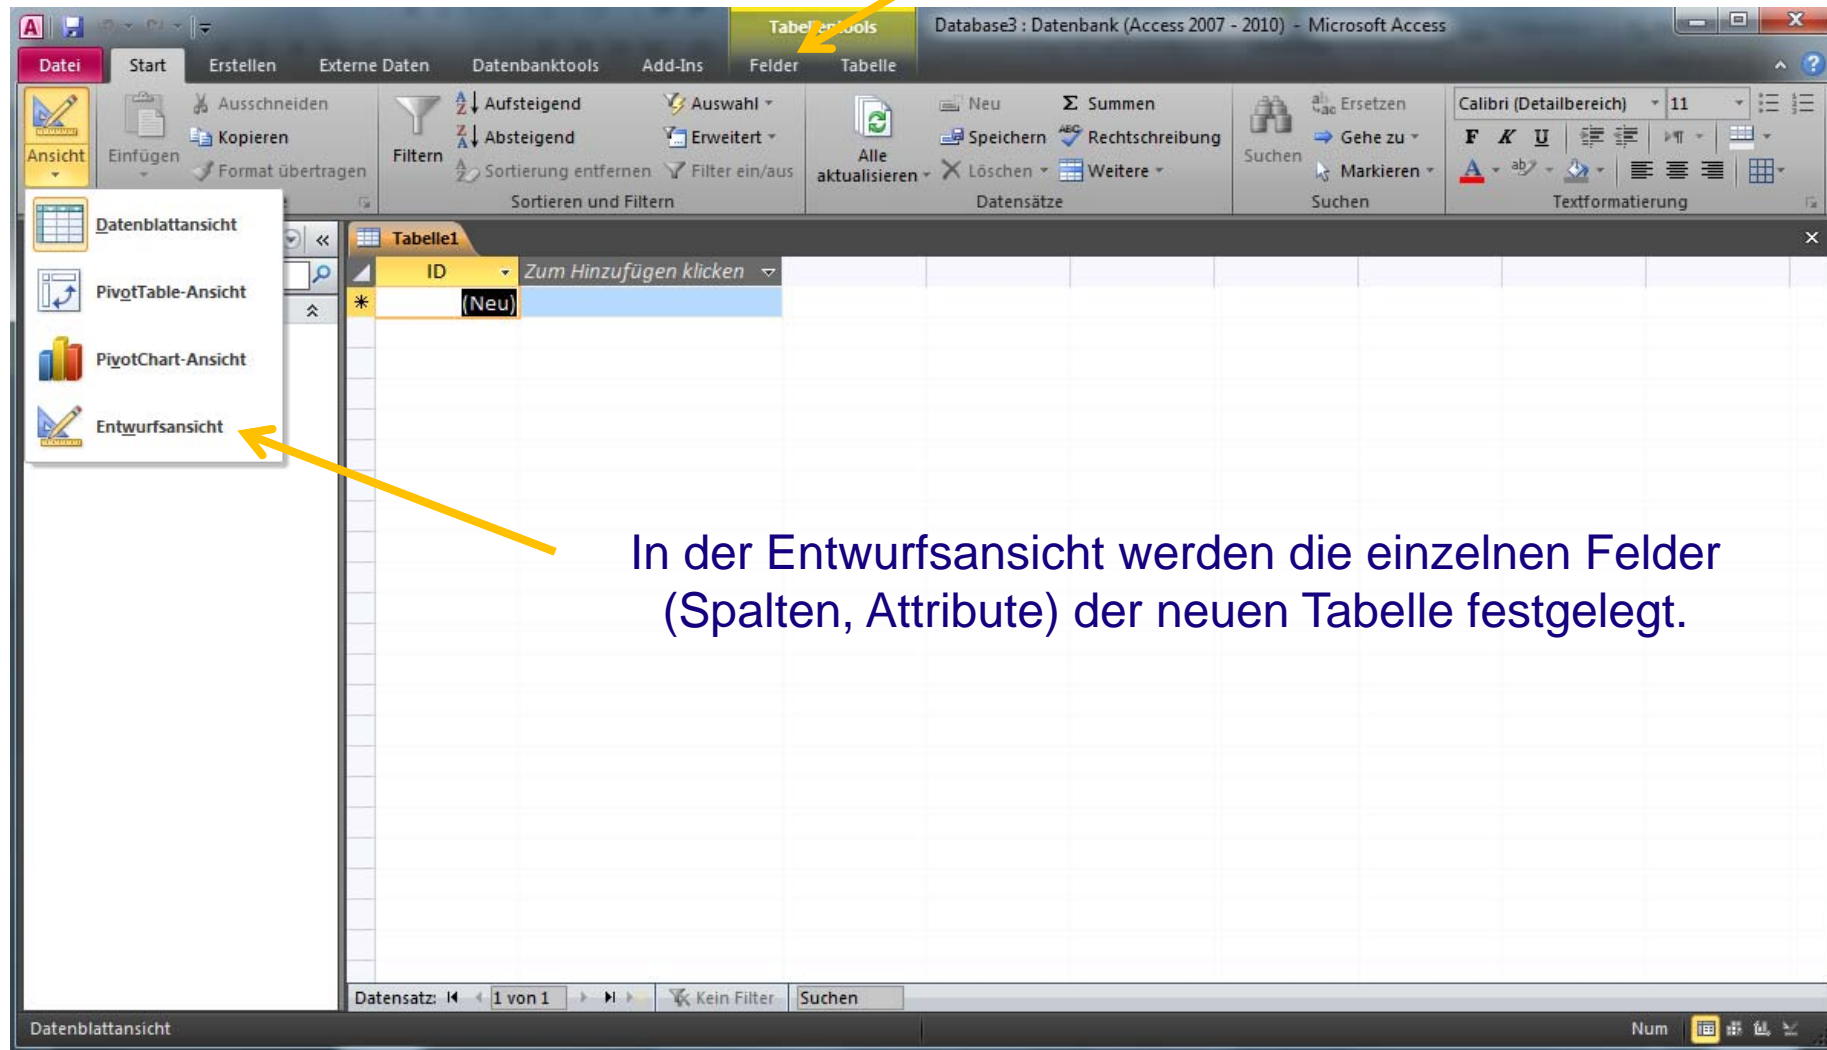 Tabellentools Database3 : Datenbank (Access 2007 - 2010) - Microsoft Access
Datei Start Erstellen Externe Daten Datenbanktools Add-Ins Felder Tabelle
Ansicht
Einfügen
Ausschneiden
Kopieren
Format übertragen
Filtern
Aufsteigend
Absteigend
Sortierung entfernen
Auswahl
Erweitert
Filter ein/aus
Sortieren und Filtern
Alle
aktualisieren
Neu
Speichern
Löschen
Summen
Rechtschreibung
Weitere
Datensätze
Suchen
Ersetzen
Gehe zu
Markieren
Suchen
Calibri (Detailbereich) 11
F K U
Textformatierung
Datenblattansicht
PivotTable-Ansicht
PivotChart-Ansicht
Entwurfsansicht
Tabelle1
ID Zum Hinzufügen klicken
(Neu)
In der Entwurfsansicht werden die einzelnen Felder
(Spalten, Attribute) der neuen Tabelle festgelegt.
Datensatz: 1 von 1 Kein Filter Suchen
Datenblattansicht Num